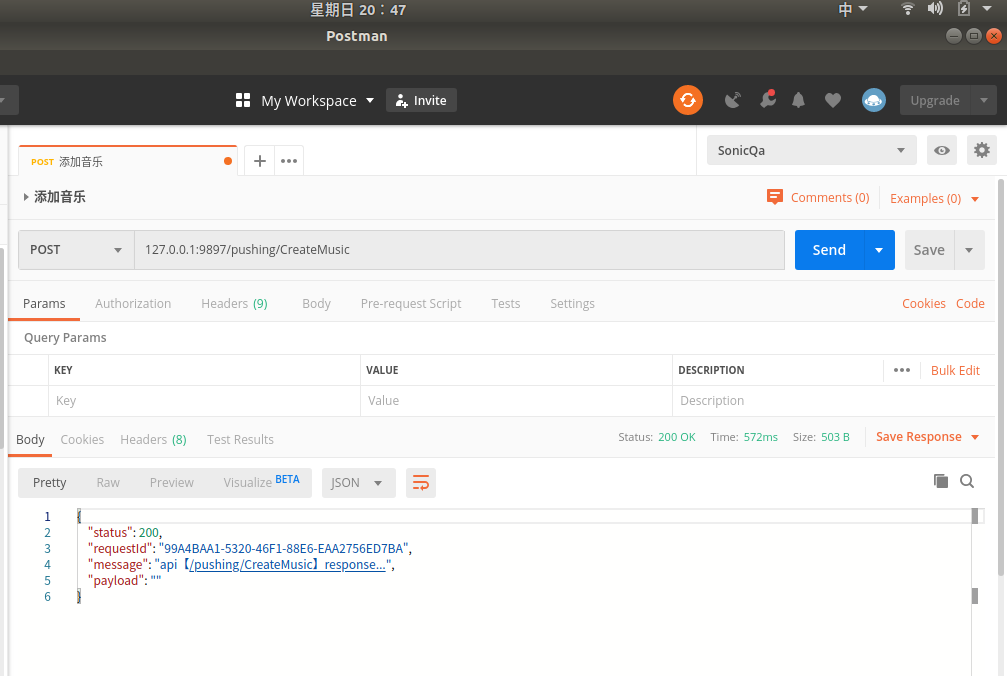 星期日 20：47
中
Postman
My Workspace
Invite
Upgrade
POST 添加音乐
SonicQa
添加音乐
Comments (0)
Examples (0)
POST
127.0.0.1:9897/pushing/CreateMusic
Send
Save
Params Authorization Headers (9) Body Pre-request Script Tests Settings Cookies Code
Query Params
KEY VALUE DESCRIPTION Bulk Edit
Key Value Description
Body Cookies Headers (8) Test Results Status: 200 OK Time: 572ms Size: 503 B Save Response
Pretty Raw Preview Visualize BETA JSON
1 {
2 "status": 200,
3 "requestId": "99A4BAA1-5320-46F1-88E6-EAA2756ED7BA",
4 "message": "api【/pushing/CreateMusic】response...",
5 "payload": ""
6 }